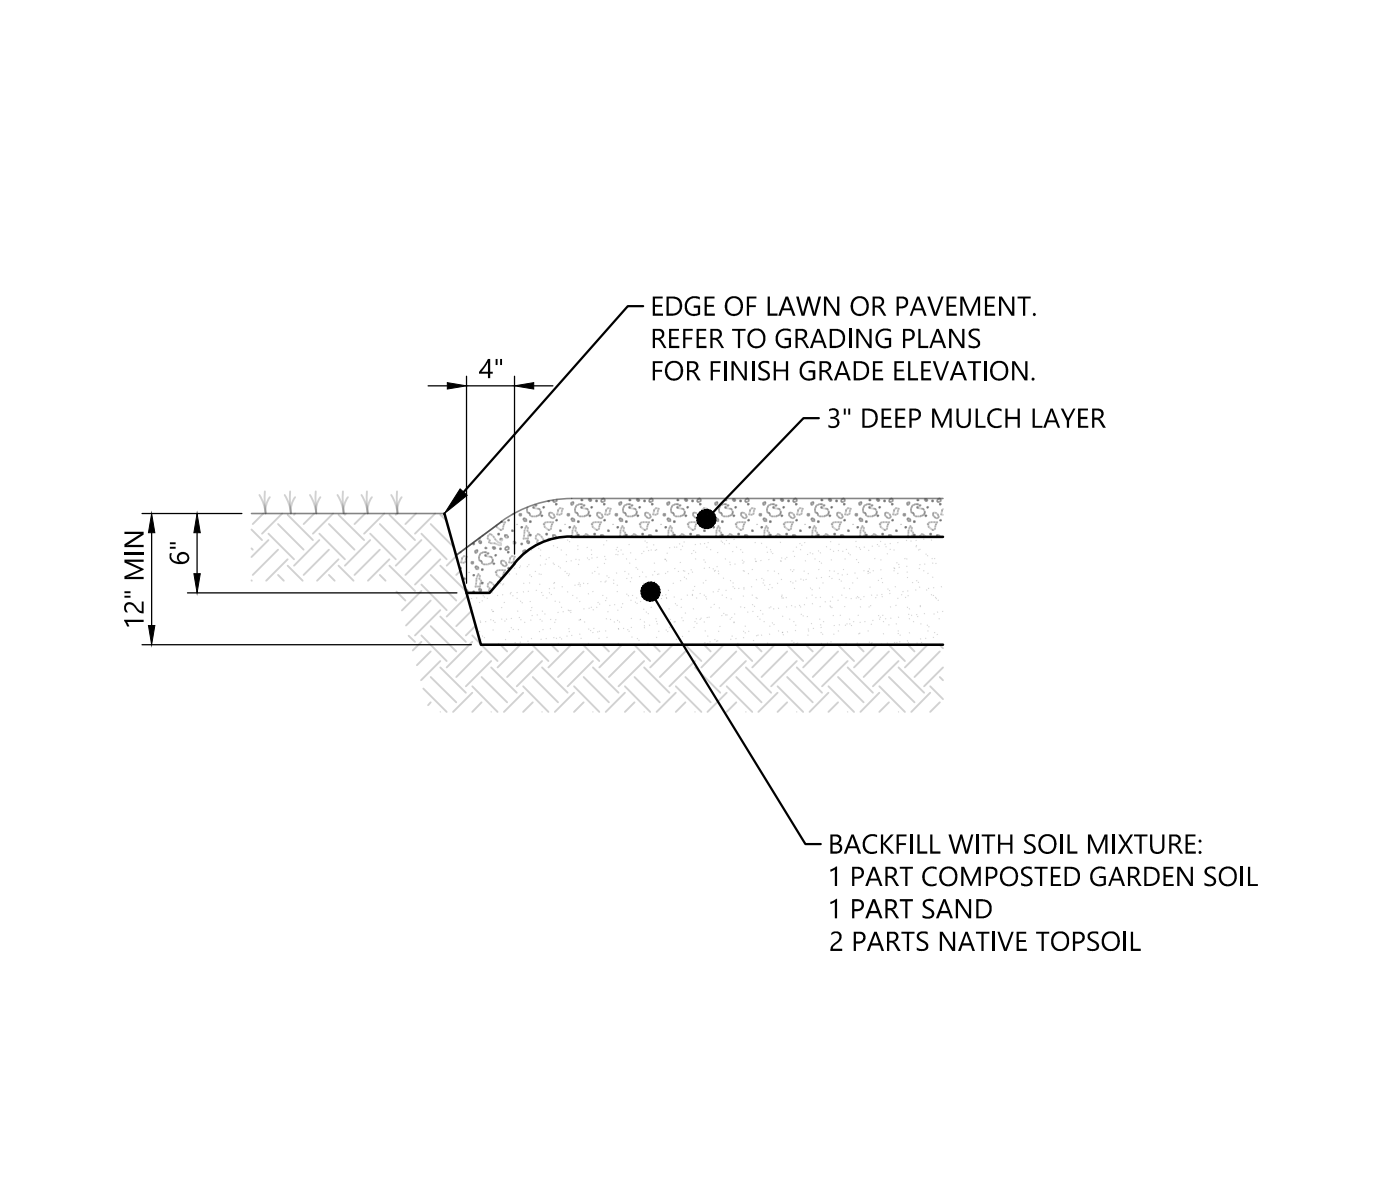 EDGE OF LAWN OR PAVEMENT.
REFER TO GRADING PLANS
FOR FINISH GRADE ELEVATION.
4"
3" DEEP MULCH LAYER
12" MIN
6"
BACKFILL WITH SOIL MIXTURE:
1 PART COMPOSTED GARDEN SOIL
1 PART SAND
2 PARTS NATIVE TOPSOIL